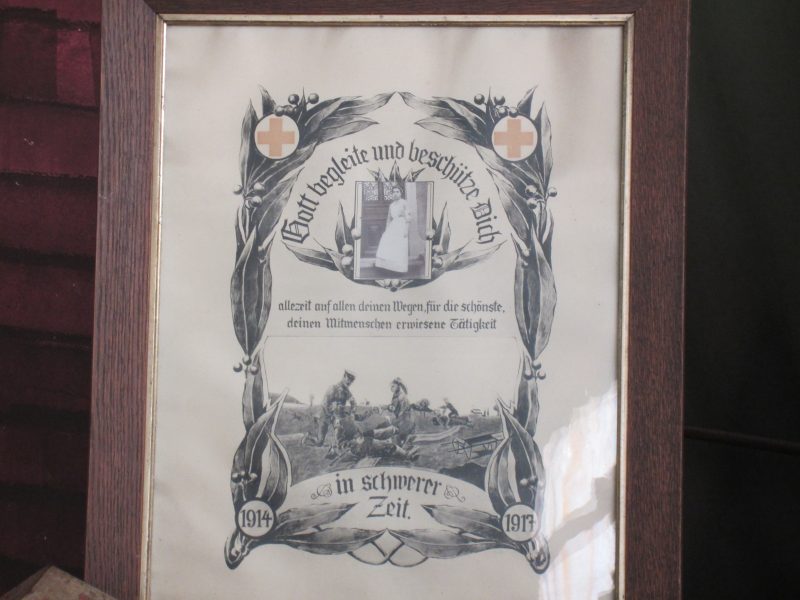 Gott begleite und beschütze Dich
allezeit auf allen deinen Wegen, für die schönste,
deinen Mitmenschen erwiesene Tätigkeit
in schwerer
Zeit.
1914
1917